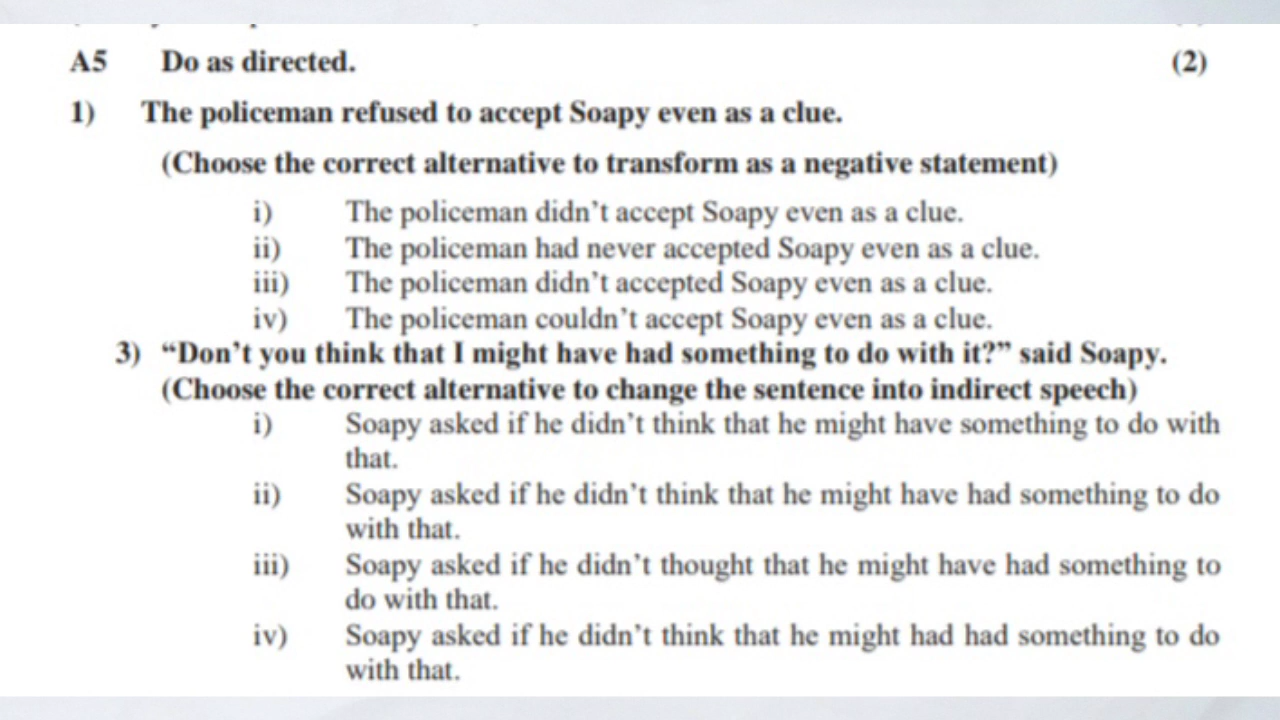 A5 Do as directed. (2)
1) The policeman refused to accept Soapy even as a clue.
(Choose the correct alternative to transform as a negative statement)
i) The policeman didn’t accept Soapy even as a clue.
ii) The policeman had never accepted Soapy even as a clue.
iii) The policeman didn’t accepted Soapy even as a clue.
iv) The policeman couldn’t accept Soapy even as a clue.
3) “Don’t you think that I might have had something to do with it?” said Soapy.
(Choose the correct alternative to change the sentence into indirect speech)
i) Soapy asked if he didn’t think that he might have something to do with
that.
ii) Soapy asked if he didn’t think that he might have had something to do
with that.
iii) Soapy asked if he didn’t thought that he might have had something to
do with that.
iv) Soapy asked if he didn’t think that he might had had something to do
with that.